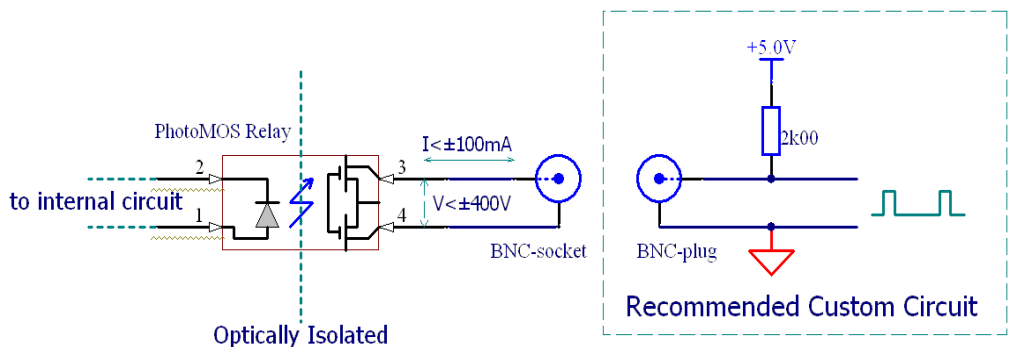 +5.0V
PhotoMOS Relay
I<±100mA
2k00
2
3
to internal circuit
V<±400V
1
4
BNC-socket
BNC-plug
Recommended Custom Circuit
Optically Isolated